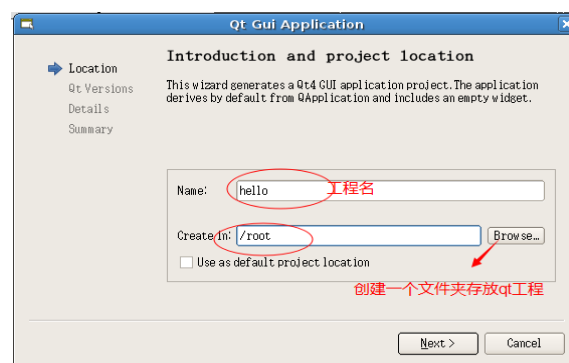 Qt Gui Application
Introduction and project location
Location
Qt Versions
Details
Summary
This wizard generates a Qt4 GUI application project. The application
derives by default from QApplication and includes an empty widget.
Name: hello 工程名
Create in: /root Browse...
Use as default project location
创建一个文件夹存放qt工程
Next > Cancel